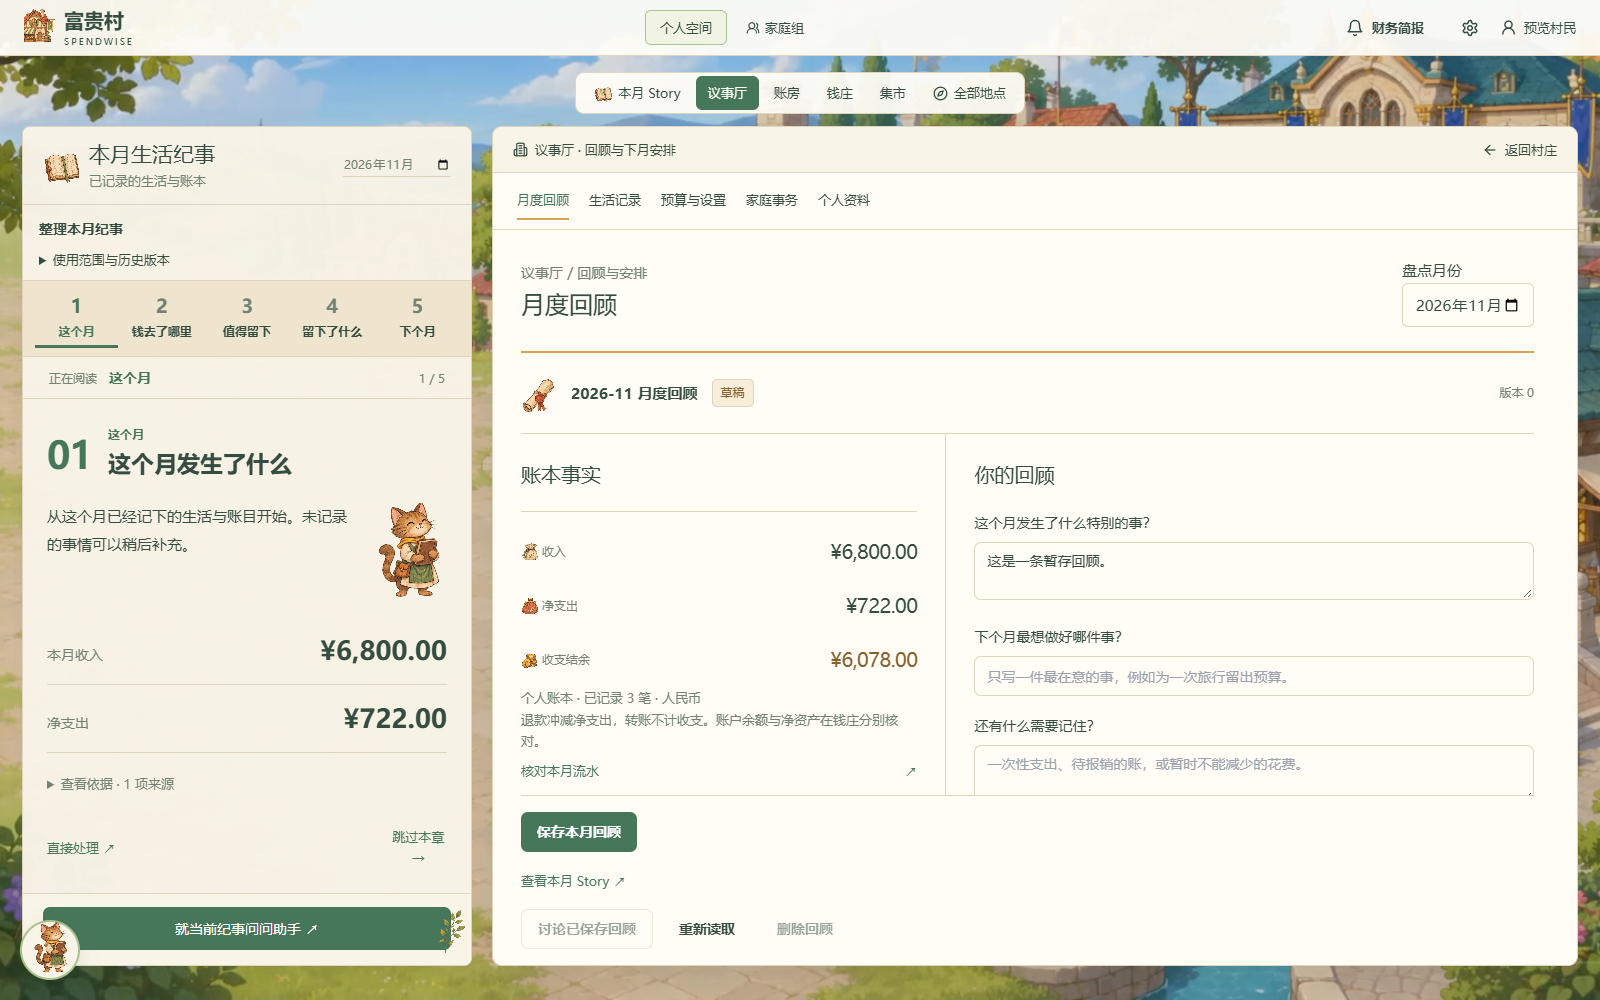 富贵村
SPENDWISE
个人空间
家庭组
财务简报
预览村民
本月 Story
议事厅
账房
钱庄
集市
全部地点
本月生活纪事
已记录的生活与账本
2026年11月
整理本月纪事
使用范围与历史版本
1
这个月
2
钱去了哪里
3
值得留下
4
留下了什么
5
下个月
正在阅读 这个月
1 / 5
01
这个月
这个月发生了什么
从这个月已经记下的生活与账目开始。未记录
的事情可以稍后补充。
本月收入
¥6,800.00
净支出
¥722.00
查看依据 · 1 项来源
直接处理 ↗
跳过本章
→
就当前纪事问问助手 ↗
议事厅 · 回顾与下月安排
返回村庄
月度回顾
生活记录
预算与设置
家庭事务
个人资料
议事厅 / 回顾与安排
月度回顾
盘点月份
2026年11月
2026-11 月度回顾
草稿
版本 0
账本事实
收入
¥6,800.00
净支出
¥722.00
收支结余
¥6,078.00
个人账本 · 已记录 3 笔 · 人民币
退款冲减净支出，转账不计收支。账户余额与净资产在钱庄分别核
对。
核对本月流水
↗
你的回顾
这个月发生了什么特别的事？
这是一条暂存回顾。
下个月最想做好哪件事？
只写一件最在意的事，例如为一次旅行留出预算。
还有什么需要记住？
一次性支出、待报销的账，或暂时不能减少的花费。
保存本月回顾
查看本月 Story ↗
讨论已保存回顾
重新读取
删除回顾